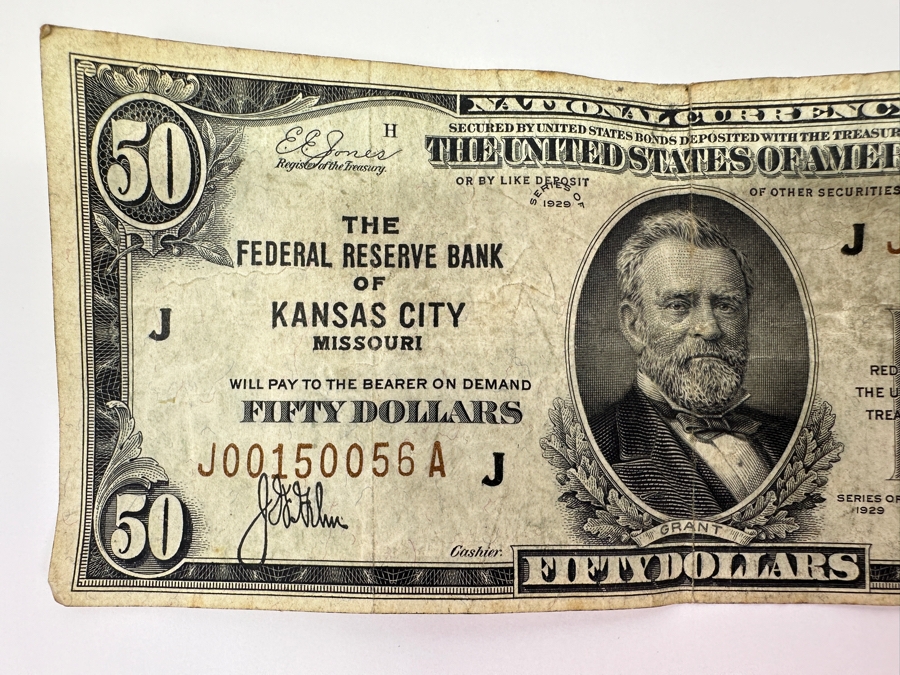 NATIONAL CURRENC
SECURED BY UNITED STATES BONDS DEPOSITED WITH THE TREASUR
THE UNITED STATES OF AMER
OR BY LIKE DEPOSIT OF OTHER SECURITIES
SERIES OF
1929
50
H
E. E. Jones
Register of the Treasury.
THE
FEDERAL RESERVE BANK
OF
KANSAS CITY
MISSOURI
J
J J
WILL PAY TO THE BEARER ON DEMAND
FIFTY DOLLARS
J00150056A
J
RED
THE U
TREA
SERIES OF
1929
50
Cashier.
GRANT
FIFTY DOLLARS